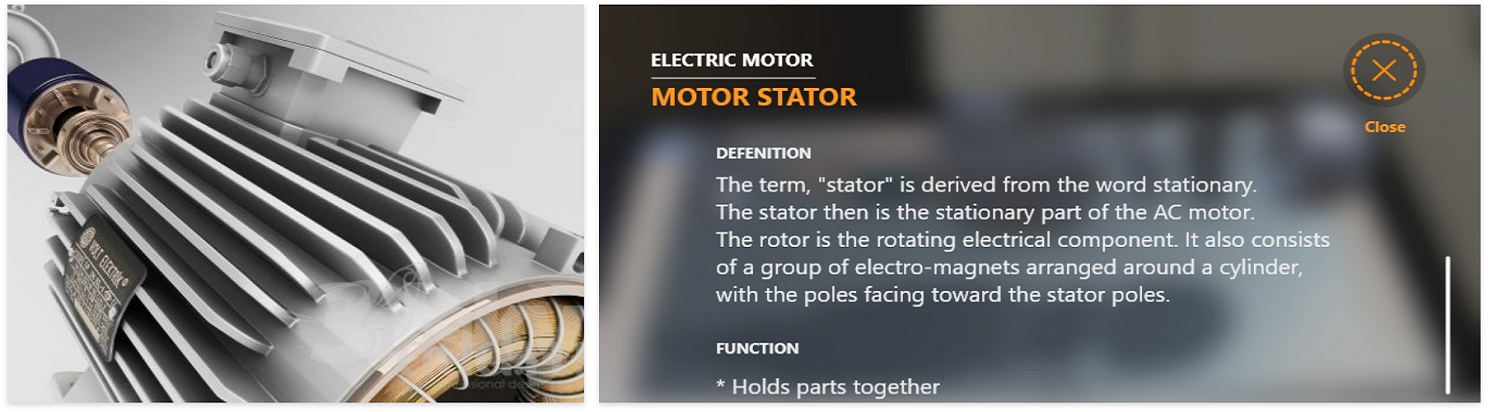 VOLT ELEKTRIK
ELECTRIC MOTOR
MOTOR STATOR
Close
DEFENITION
The term, "stator" is derived from the word stationary.
The stator then is the stationary part of the AC motor.
The rotor is the rotating electrical component. It also consists
of a group of electro-magnets arranged around a cylinder,
with the poles facing toward the stator poles.
FUNCTION
* Holds parts together